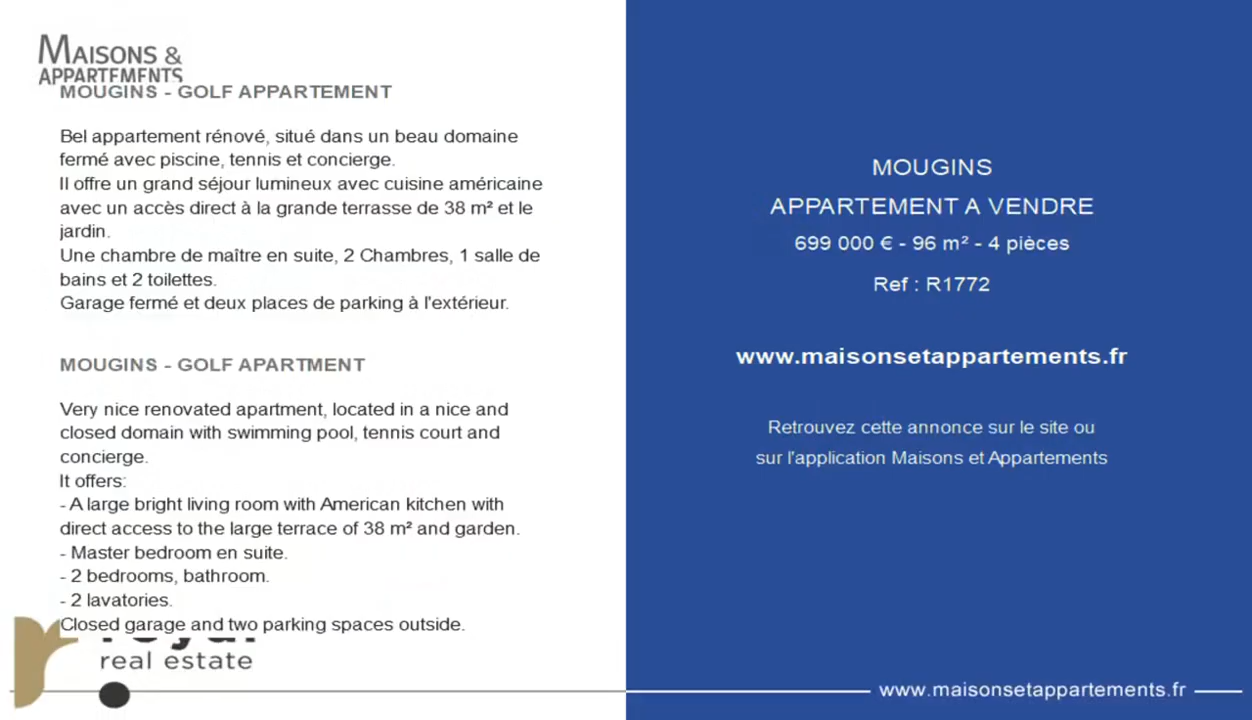 MAISONS &
APPARTEMENTS
MOUGINS - GOLF APPARTEMENT
Bel appartement rénové, situé dans un beau domaine
fermé avec piscine, tennis et concierge.
Il offre un grand séjour lumineux avec cuisine américaine
avec un accès direct à la grande terrasse de 38 m² et le
jardin.
Une chambre de maître en suite, 2 Chambres, 1 salle de
bains et 2 toilettes.
Garage fermé et deux places de parking à l'extérieur.
MOUGINS - GOLF APARTMENT
Very nice renovated apartment, located in a nice and
closed domain with swimming pool, tennis court and
concierge.
It offers:
- A large bright living room with American kitchen with
direct access to the large terrace of 38 m² and garden.
- Master bedroom en suite.
- 2 bedrooms, bathroom.
- 2 lavatories.
Closed garage and two parking spaces outside.
real estate
MOUGINS
APPARTEMENT A VENDRE
699 000 € - 96 m² - 4 pièces
Ref : R1772
www.maisonsetappartements.fr
Retrouvez cette annonce sur le site ou
sur l'application Maisons et Appartements
www.maisonsetappartements.fr